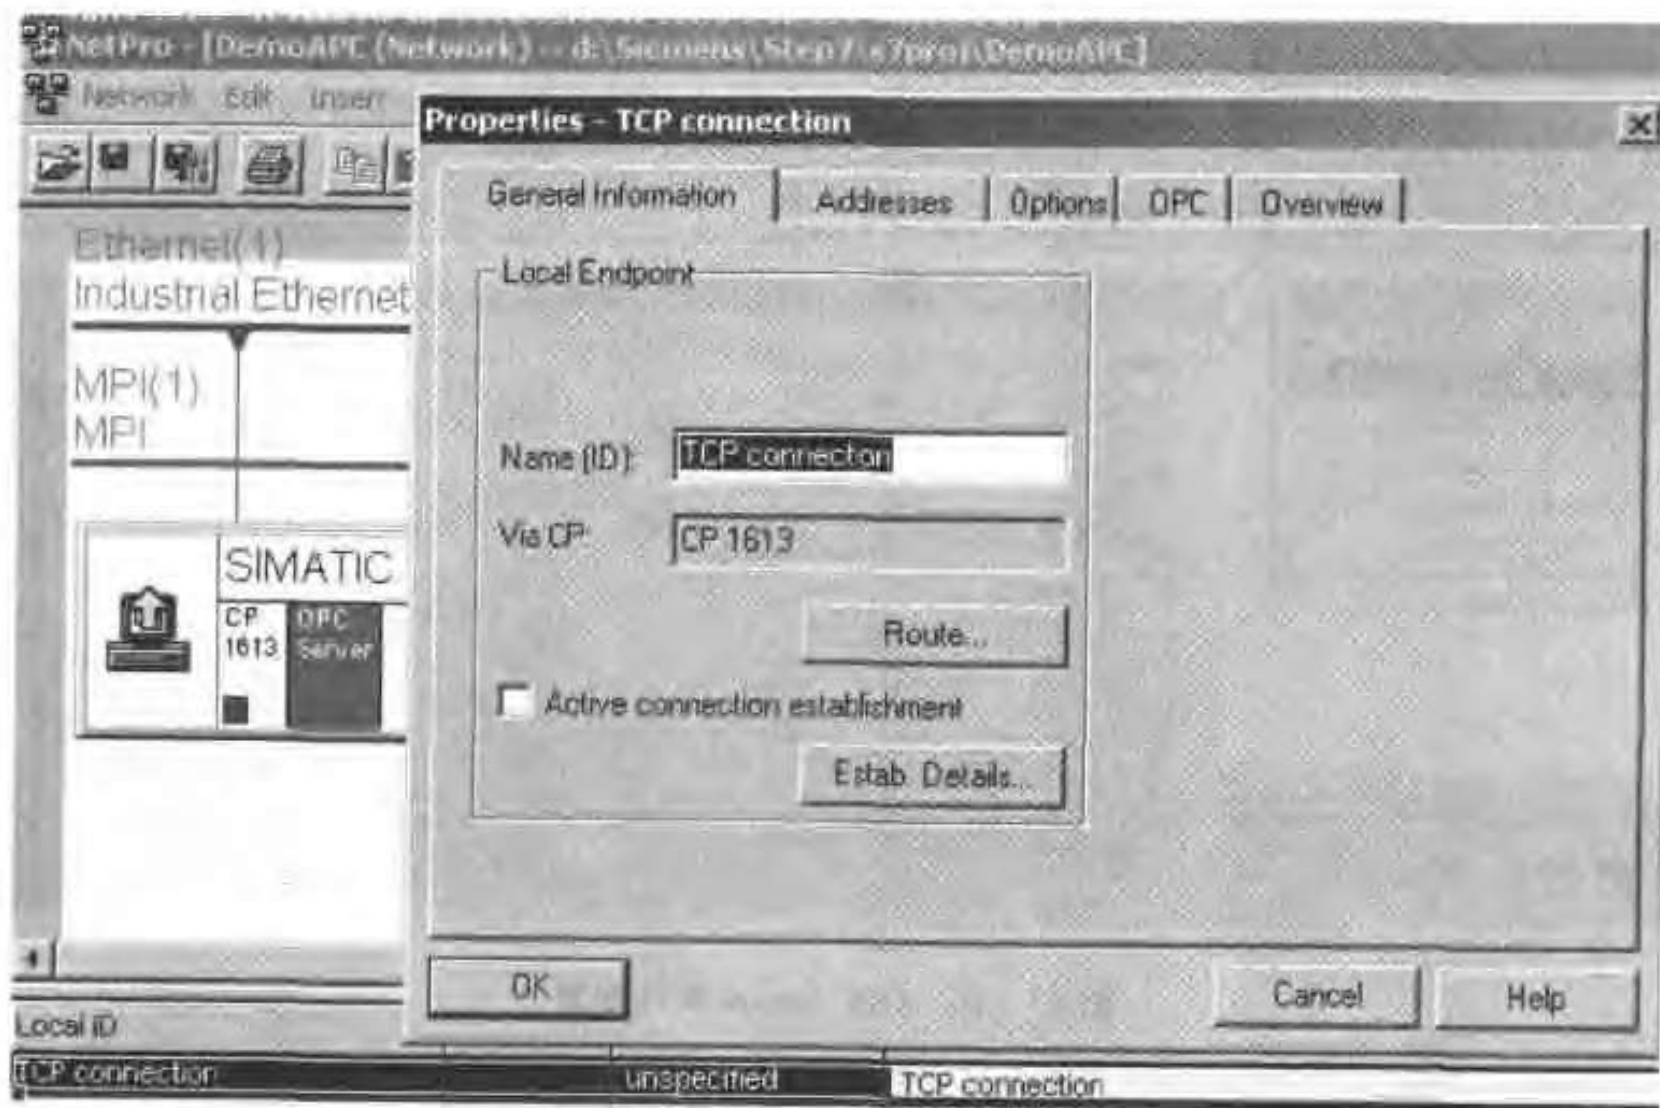 NetPro - [DemoAPC (Network) -- d:\Siemens\Step7\s7proj\DemoAPC]
Network Edit Insert
Properties - TCP connection
General Information Addresses Options OPC Overview
Ethernet(1)
Industrial Ethernet
MPI(1)
MPI
SIMATIC
CP
1613
OPC
Server
Local Endpoint
Name (ID):
TCP connecton
Via CP:
CP 1613
Route...
Active connection establishment
Estab. Details...
OK
Cancel
Help
Local ID
TCP connection
unspecified
TCP connection